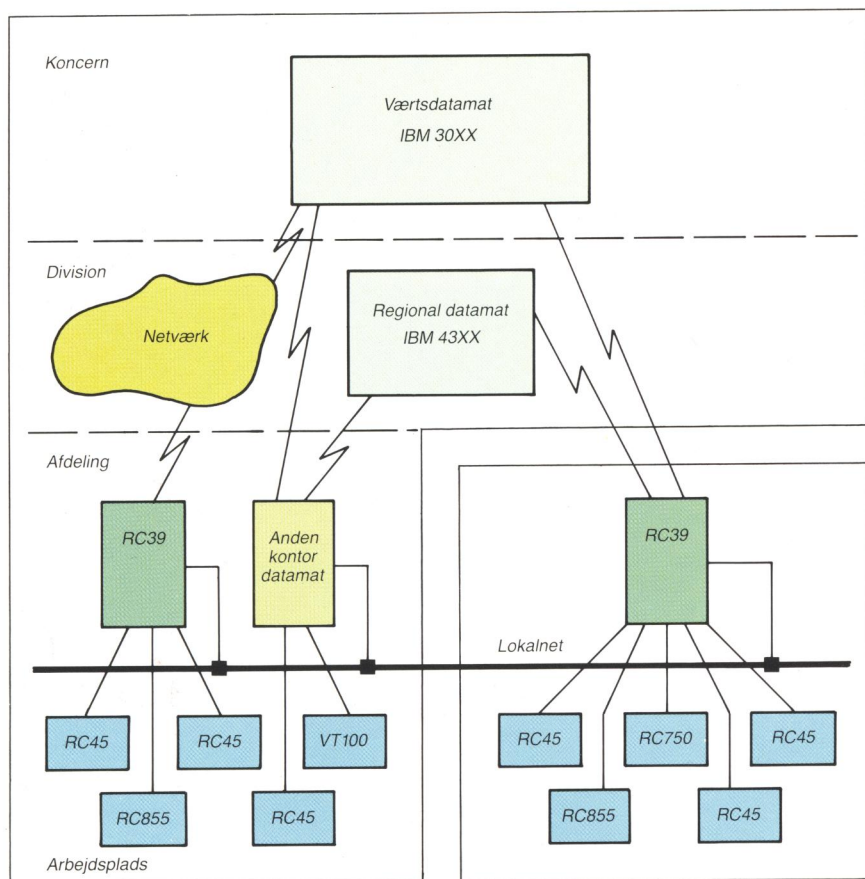 Koncern
Værtsdatamat
IBM 30XX
Division
Netværk
Regional datamat
IBM 43XX
Afdeling
RC39
Anden
kontor
datamat
RC39
Lokalnet
RC45
RC45
VT100
RC45
RC750
RC45
RC855
RC45
RC855
RC45
Arbejdsplads